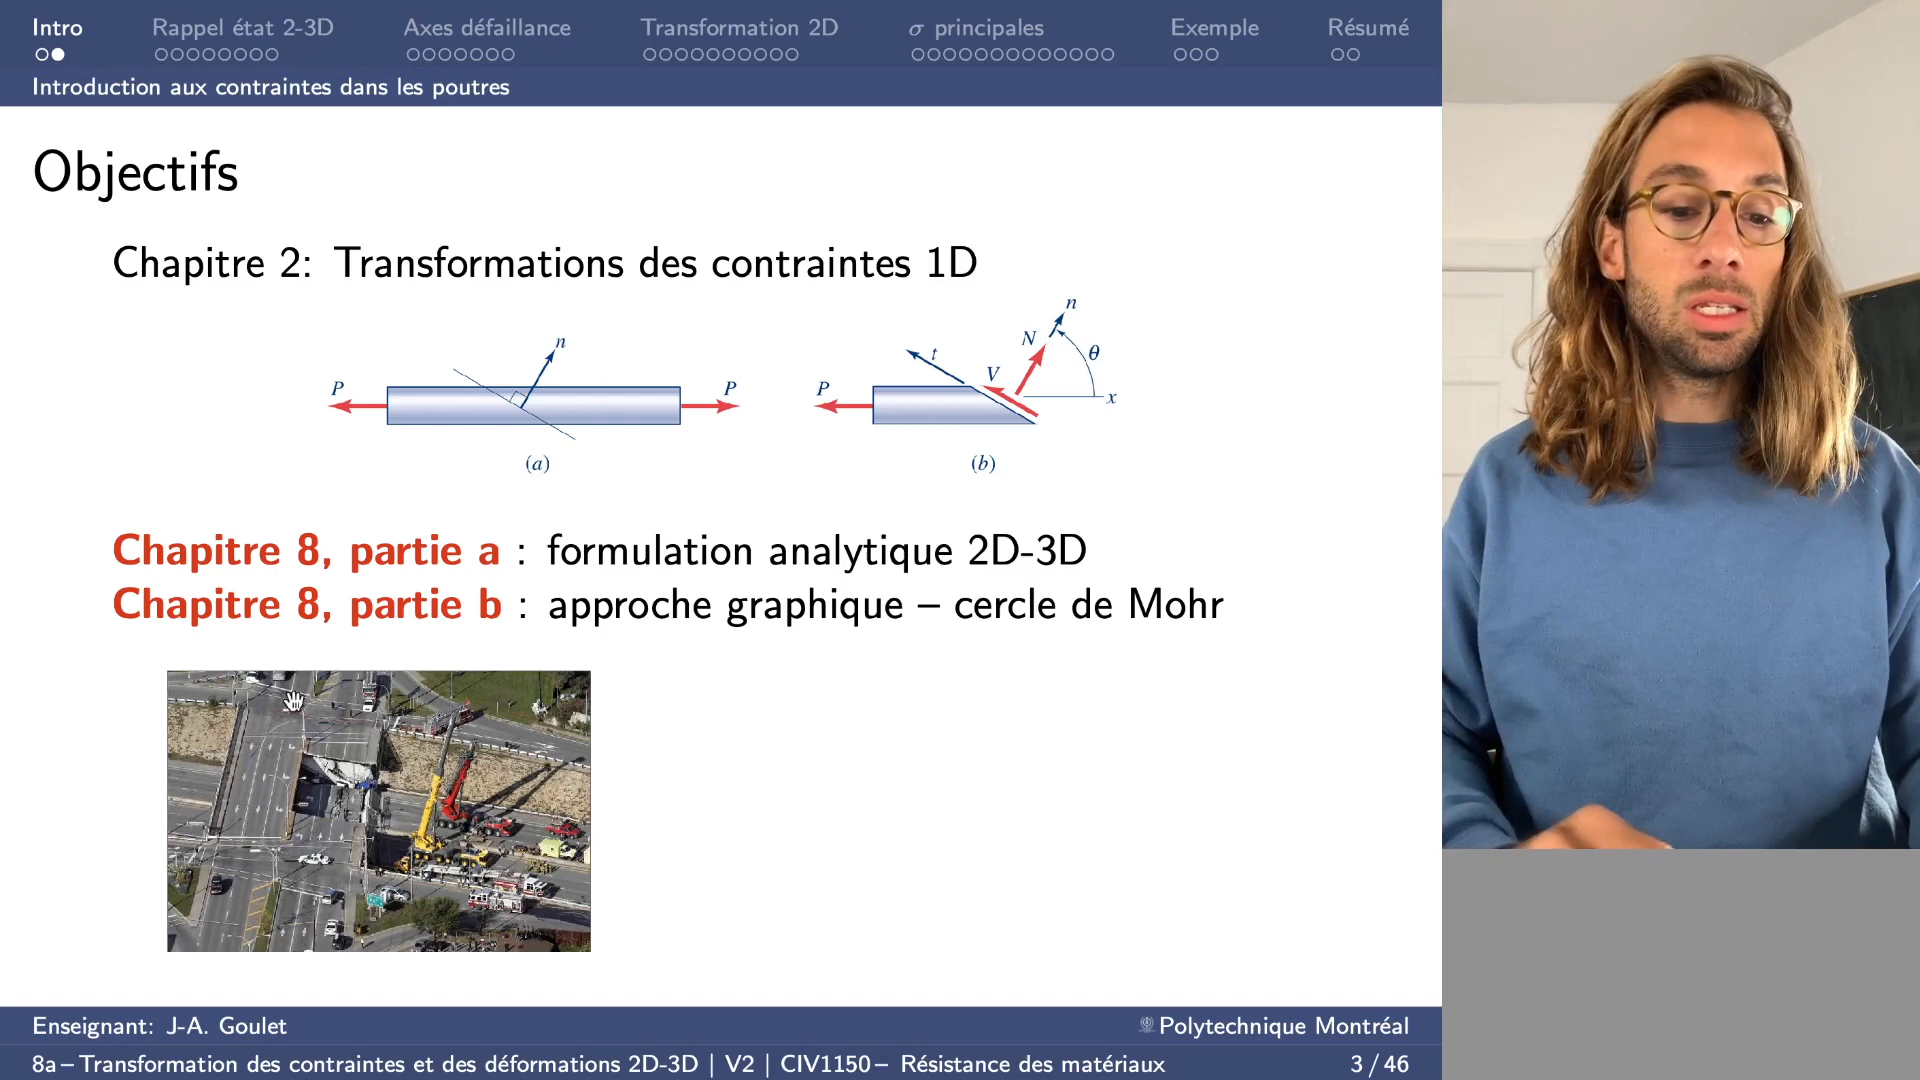 Intro Rappel état 2-3D Axes défaillance Transformation 2D σ principales Exemple Résumé
Introduction aux contraintes dans les poutres
Objectifs
Chapitre 2: Transformations des contraintes 1D
P n P (a)
P t V N n θ x (b)
Chapitre 8, partie a : formulation analytique 2D-3D
Chapitre 8, partie b : approche graphique – cercle de Mohr
Enseignant: J-A. Goulet Polytechnique Montréal
8a – Transformation des contraintes et des déformations 2D-3D | V2 | CIV1150 – Résistance des matériaux 3 / 46